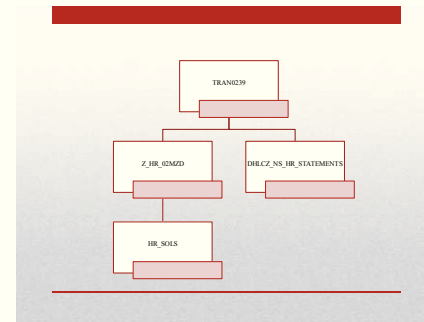 TRAN0239
Z_HR_02MZD
DHLCZ_NS_HR_STATEMENTS
HR_SOLS